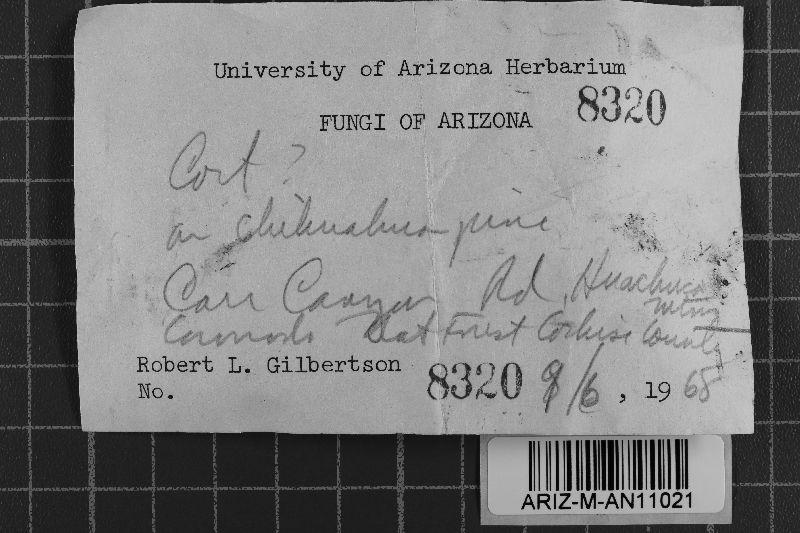 University of Arizona Herbarium
8320
FUNGI OF ARIZONA
Cort ?
on chihuahua pine
Carr Canyon Rd, Huachuca Mtns
Coronado Nat Forest Cochise County
Robert L. Gilbertson
No. 8320 9/6, 1968
ARIZ-M-AN11021